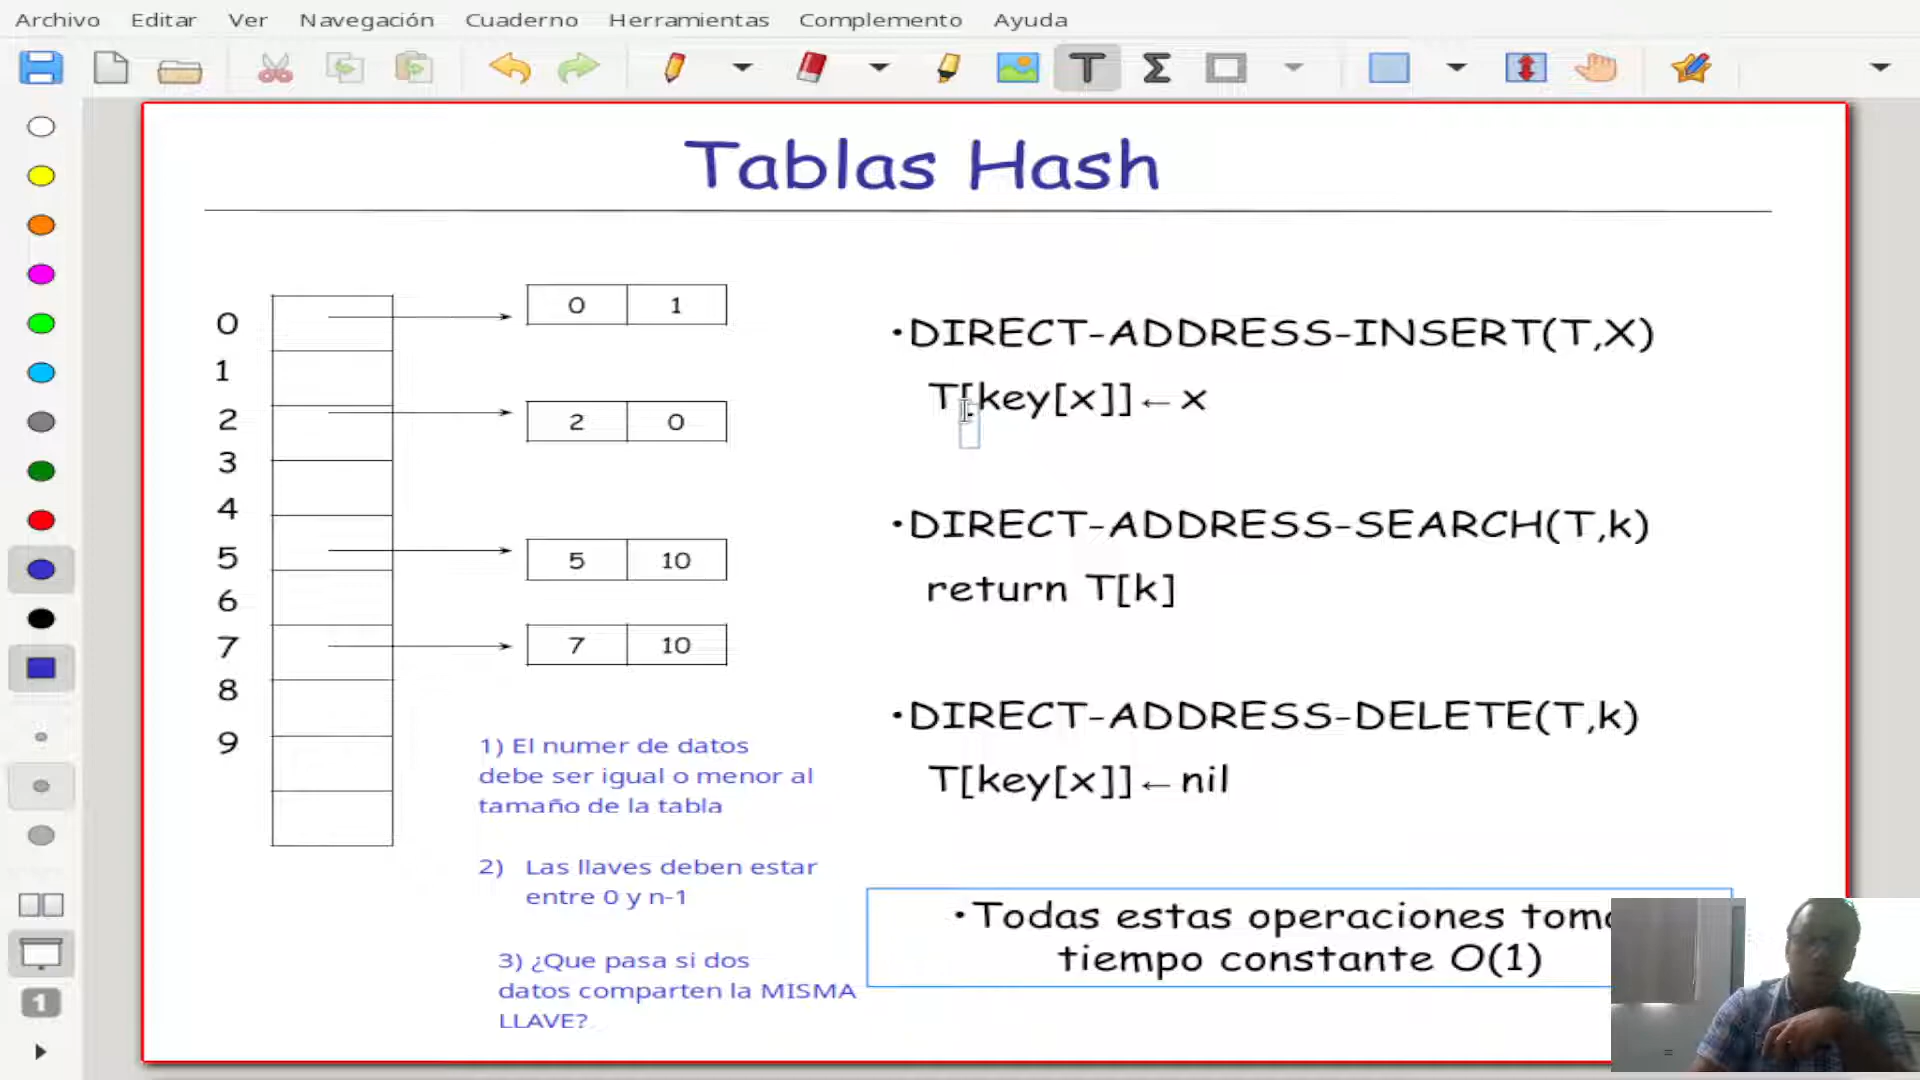 Archivo Editar Ver Navegación Cuaderno Herramientas Complemento Ayuda
Tablas Hash
0
1
2
3
4
5
6
7
8
9
0 1
2 0
5 10
7 10
1) El numer de datos
debe ser igual o menor al
tamaño de la tabla
2) Las llaves deben estar
entre 0 y n-1
3) ¿Que pasa si dos
datos comparten la MISMA
LLAVE?
•DIRECT-ADDRESS-INSERT(T,X)
T[key[x]]←x
•DIRECT-ADDRESS-SEARCH(T,k)
return T[k]
•DIRECT-ADDRESS-DELETE(T,k)
T[key[x]]←nil
•Todas estas operaciones
tiempo constante O(1)
1